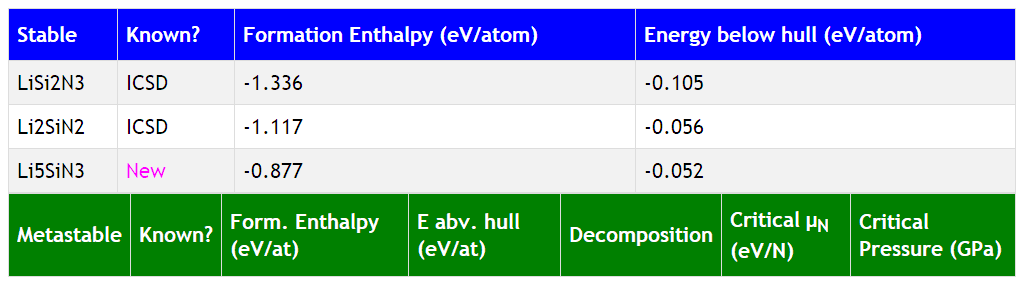 Stable Known? Formation Enthalpy (eV/atom) Energy below hull (eV/atom)
LiSi2N3 ICSD -1.336 -0.105
Li2SiN2 ICSD -1.117 -0.056
Li5SiN3 New -0.877 -0.052
Metastable Known? Form. Enthalpy (eV/at) E abv. hull (eV/at) Decomposition Critical μN (eV/N) Critical Pressure (GPa)